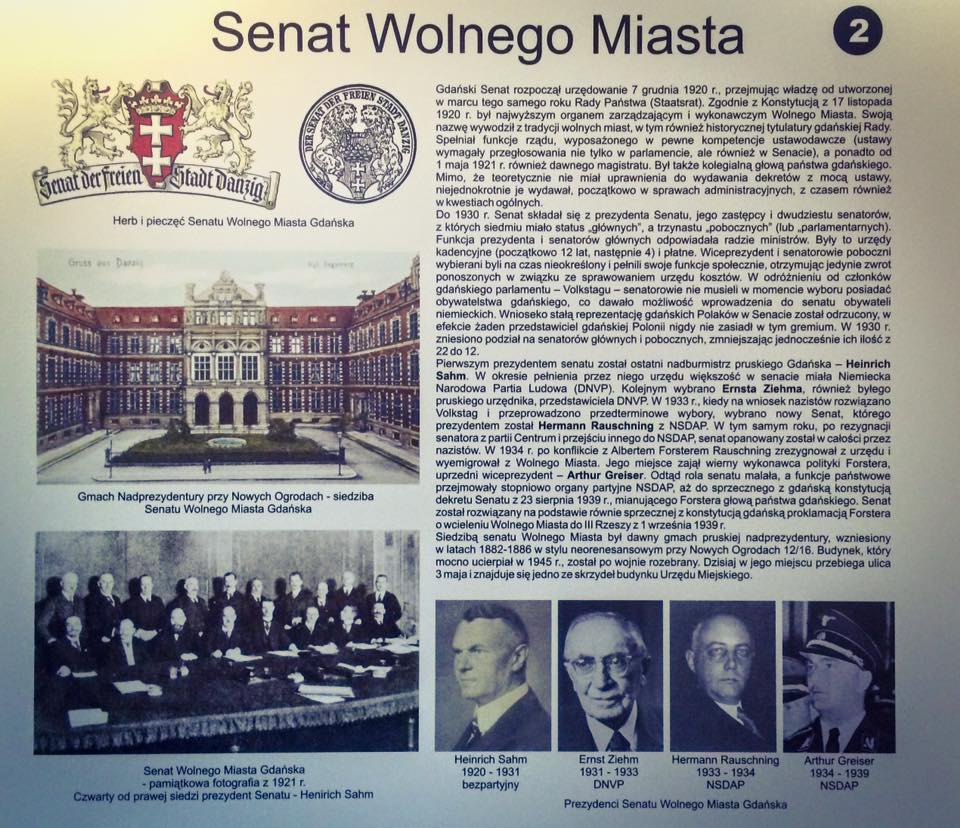 Senat Wolnego Miasta
2
Senat der Freien Stadt Danzig
DER SENAT DER FREIEN STADT DANZIG
Herb i pieczęć Senatu Wolnego Miasta Gdańska
Gruss aus Danzig
Gmach Nadprezydentury przy Nowych Ogrodach - siedziba
Senatu Wolnego Miasta Gdańska
Senat Wolnego Miasta Gdańska
- pamiątkowa fotografia z 1921 r.
Czwarty od prawej siedzi prezydent Senatu - Henirich Sahm
Gdański Senat rozpoczął urzędowanie 7 grudnia 1920 r., przejmując władzę od utworzonej
w marcu tego samego roku Rady Państwa (Staatsrat). Zgodnie z Konstytucją z 17 listopada
1920 r. był najwyższym organem zarządzającym i wykonawczym Wolnego Miasta. Swoją
nazwę wywodził z tradycji wolnych miast, w tym również historycznej tytulatury gdańskiej Rady.
Spełniał funkcje rządu, wyposażonego w pewne kompetencje ustawodawcze (ustawy
wymagały przegłosowania nie tylko w parlamencie, ale również w Senacie), a ponadto od
1 maja 1921 r. również dawnego magistratu. Był także kolegialną głową państwa gdańskiego.
Mimo, że teoretycznie nie miał uprawnienia do wydawania dekretów z mocą ustawy,
niejednokrotnie je wydawał, początkowo w sprawach administracyjnych, z czasem również
w kwestiach ogólnych.
Do 1930 r. Senat składał się z prezydenta Senatu, jego zastępcy i dwudziestu senatorów,
z których siedmiu miało status „głównych”, a trzynastu „pobocznych” (lub „parlamentarnych).
Funkcja prezydenta i senatorów głównych odpowiadała radzie ministrów. Były to urzędy
kadencyjne (początkowo 12 lat, następnie 4) i płatne. Wiceprezydent i senatorowie poboczni
wybierani byli na czas nieokreślony i pełnili swoje funkcje społecznie, otrzymując jedynie zwrot
ponoszonych w związku ze sprawowaniem urzędu kosztów. W odróżnieniu od członków
gdańskiego parlamentu – Volkstagu – senatorowie nie musieli w momencie wyboru posiadać
obywatelstwa gdańskiego, co dawało możliwość wprowadzenia do senatu obywateli
niemieckich. Wnioseko stałą reprezentację gdańskich Polaków w Senacie został odrzucony, w
efekcie żaden przedstawiciel gdańskiej Polonii nigdy nie zasiadł w tym gremium. W 1930 r.
zniesiono podział na senatorów głównych i pobocznych, zmniejszając jednocześnie ich ilość z
22 do 12.
Pierwszym prezydentem senatu został ostatni nadburmistrz pruskiego Gdańska – Heinrich
Sahm. W okresie pełnienia przez niego urzędu większość w senacie miała Niemiecka
Narodowa Partia Ludowa (DNVP). Kolejnym wybrano Ernsta Ziehma, również byłego
pruskiego urzędnika, przedstawiciela DNVP. W 1933 r., kiedy na wniosek nazistów rozwiązano
Volkstag i przeprowadzono przedterminowe wybory, wybrano nowy Senat, którego
prezydentem został Hermann Rauschning z NSDAP. W tym samym roku, po rezygnacji
senatora z partii Centrum i przejściu innego do NSDAP, senat opanowany został w całości przez
nazistów. W 1934 r. po konflikcie z Albertem Forsterem Rauschning zrezygnował z urzędu i
wyemigrował z Wolnego Miasta. Jego miejsce zajął wierny wykonawca polityki Forstera,
uprzedni wiceprezydent – Arthur Greiser. Odtąd rola senatu malała, a funkcje państwowe
przejmowały stopniowo organy partyjne NSDAP, aż do sprzecznego z gdańską konstytucją
dekretu Senatu z 23 sierpnia 1939 r., mianującego Forstera głową państwa gdańskiego. Senat
został rozwiązany na podstawie równie sprzecznej z konstytucją gdańską proklamacją Forstera
o wcieleniu Wolnego Miasta do III Rzeszy z 1 września 1939 r.
Siedzibą senatu Wolnego Miasta był dawny gmach pruskiej nadprezydentury, wzniesiony
w latach 1882-1886 w stylu neorenesansowym przy Nowych Ogrodach 12/16. Budynek, który
mocno ucierpiał w 1945 r., został po wojnie rozebrany. Dzisiaj w jego miejscu przebiega ulica
3 maja i znajduje się jedno ze skrzydeł budynku Urzędu Miejskiego.
Heinrich Sahm
1920 - 1931
bezpartyjny
Ernst Ziehm
1931 - 1933
DNVP
Hermann Rauschning
1933 - 1934
NSDAP
Arthur Greiser
1934 - 1939
NSDAP
Prezydenci Senatu Wolnego Miasta Gdańska